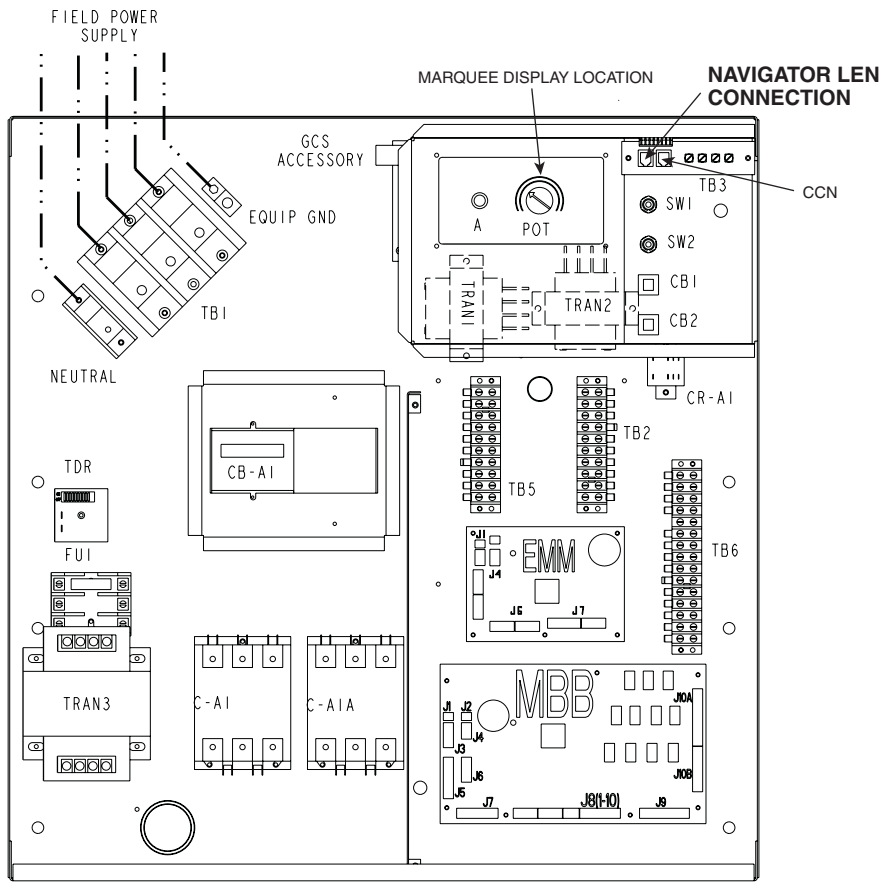 FIELD POWER
SUPPLY
MARQUEE DISPLAY LOCATION
NAVIGATOR LEN
CONNECTION
GCS
ACCESSORY
EQUIP GND
A
POT
TB3
CCN
SW1
SW2
TRAN1
TRAN2
CB1
CB2
TB1
NEUTRAL
CR-A1
TB2
CB-A1
TB5
TDR
TB6
FU1
J1
EMM
J4
J5
J7
TRAN3
C-A1
C-A1A
MBB
J1
J2
J4
J3
J6
J5
J10A
J10B
J7
J8(1-10)
J9